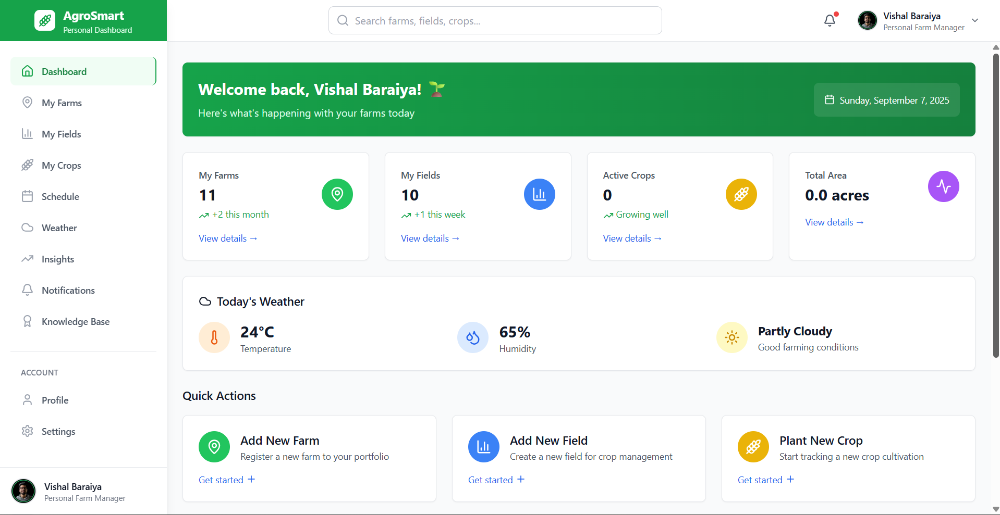 AgroSmart
Personal Dashboard
Search farms, fields, crops...
Vishal Baraiya
Personal Farm Manager
Dashboard
My Farms
My Fields
My Crops
Schedule
Weather
Insights
Notifications
Knowledge Base
ACCOUNT
Profile
Settings
Vishal Baraiya
Personal Farm Manager
Welcome back, Vishal Baraiya! 🌱
Here's what's happening with your farms today
Sunday, September 7, 2025
My Farms
11
+2 this month
View details →
My Fields
10
+1 this week
View details →
Active Crops
0
Growing well
View details →
Total Area
0.0 acres
View details →
Today's Weather
24°C
Temperature
65%
Humidity
Partly Cloudy
Good farming conditions
Quick Actions
Add New Farm
Register a new farm to your portfolio
Get started +
Add New Field
Create a new field for crop management
Get started +
Plant New Crop
Start tracking a new crop cultivation
Get started +